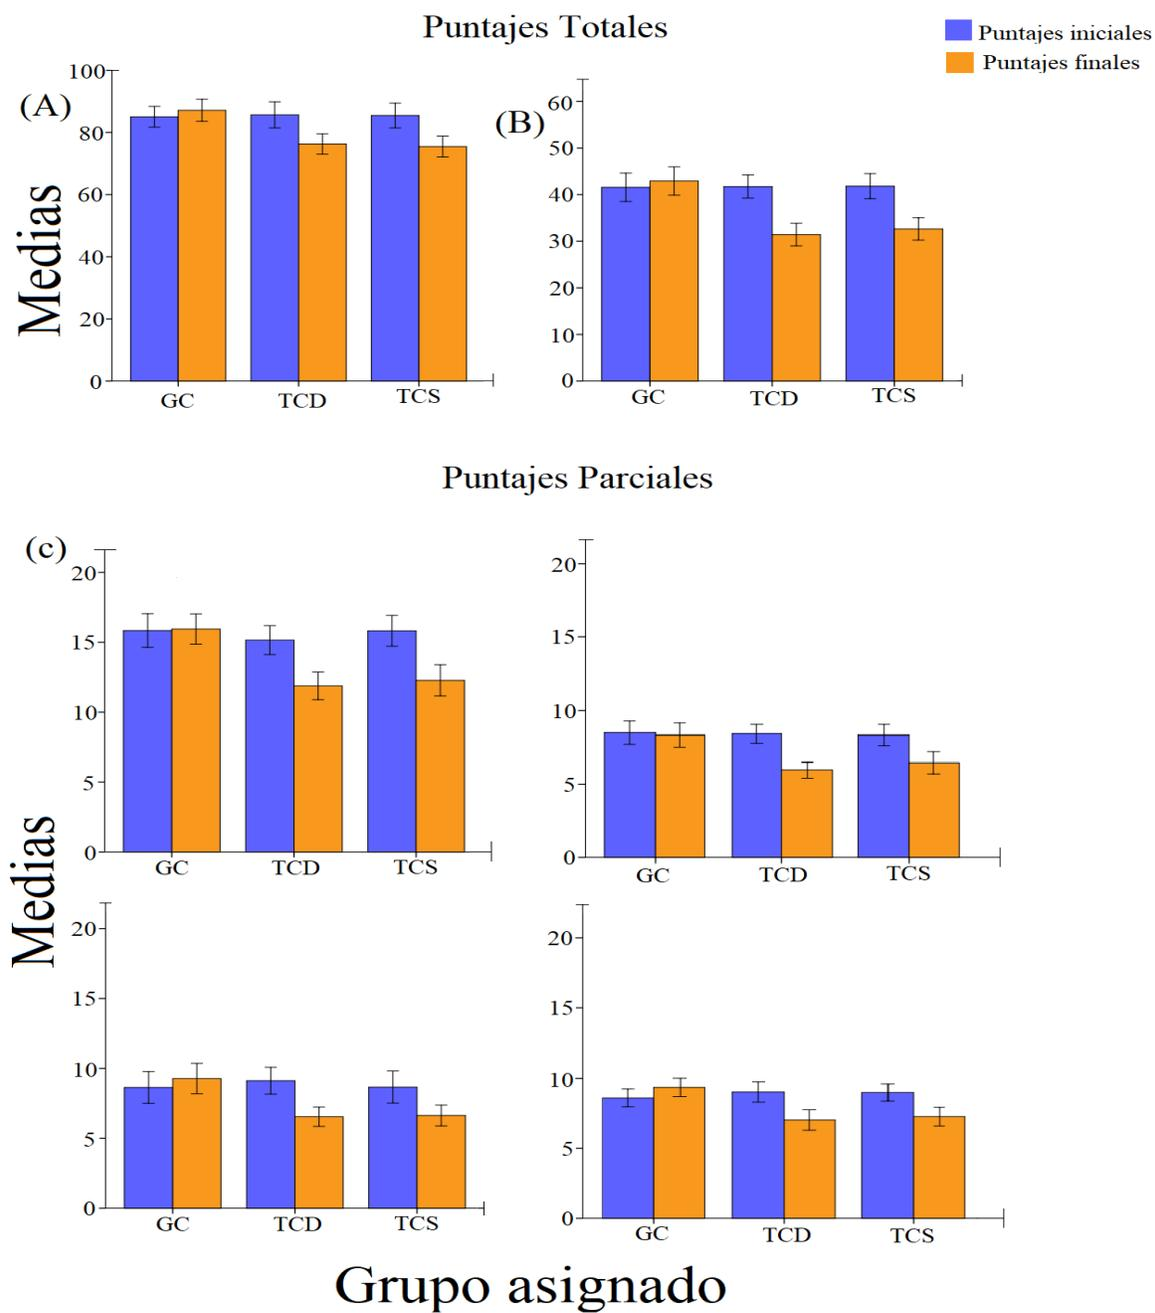 Puntajes Totales
Puntajes iniciales
Puntajes finales
(A)
Medias
100
80
60
40
20
0
GC
TCD
TCS
(B)
60
50
40
30
20
10
0
GC
TCD
TCS
Puntajes Parciales
(c)
Medias
20
15
10
5
0
GC
TCD
TCS
20
15
10
5
0
GC
TCD
TCS
20
15
10
5
0
GC
TCD
TCS
20
15
10
5
0
GC
TCD
TCS
Grupo asignado